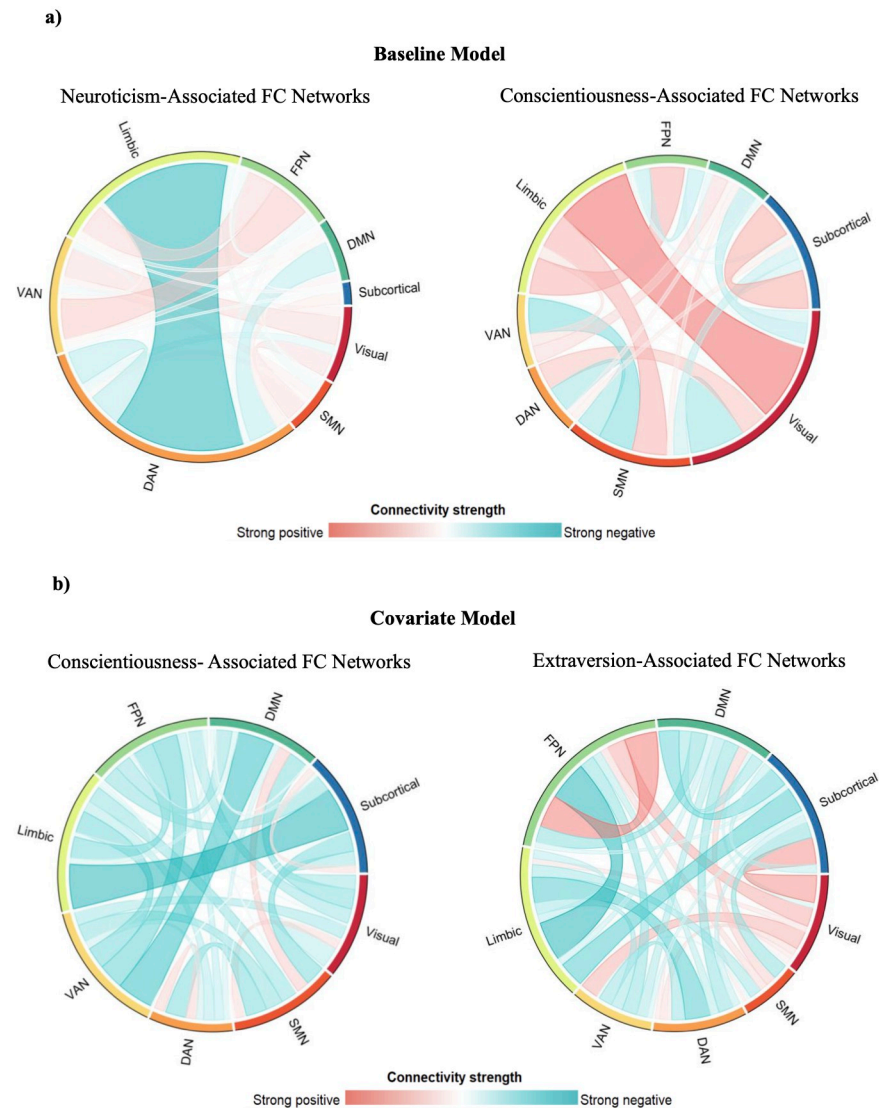 a)
Baseline Model
Neuroticism-Associated FC Networks
Limbic
FPN
DMN
Subcortical
Visual
SMN
DAN
VAN
Conscientiousness-Associated FC Networks
FPN
DMN
Subcortical
Visual
SMN
DAN
VAN
Limbic
Connectivity strength
Strong positive
Strong negative
b)
Covariate Model
Conscientiousness- Associated FC Networks
FPN
DMN
Subcortical
Visual
SMN
DAN
VAN
Limbic
Extraversion-Associated FC Networks
FPN
DMN
Subcortical
Visual
SMN
DAN
VAN
Limbic
Connectivity strength
Strong positive
Strong negative